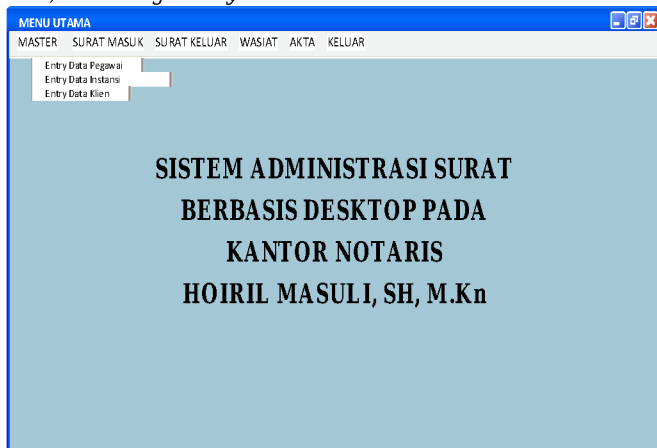 MENU UTAMA
MASTER SURAT MASUK SURAT KELUAR WASIAT AKTA KELUAR
Entry Data Pegawai
Entry Data Instansi
Entry Data Klien
SISTEM ADMINISTRASI SURAT
BERBASIS DESKTOP PADA
KANTOR NOTARIS
HOIRIL MASULI, SH, M.Kn